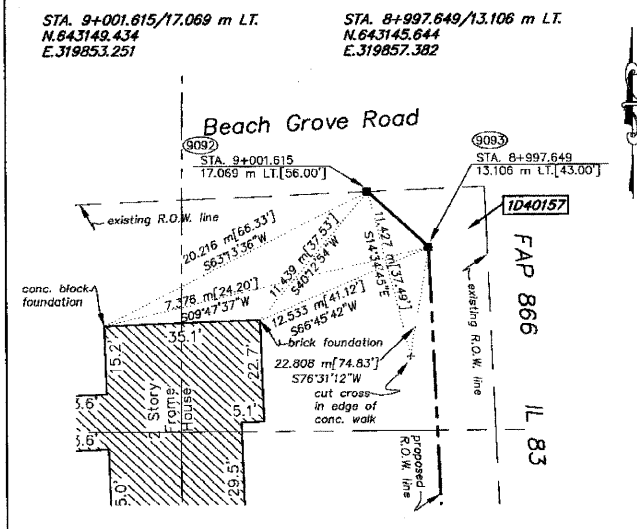 STA. 9+001.615/17.069 m LT.
N.643149.434
E.319853.251
STA. 8+997.649/13.106 m LT.
N.643145.644
E.319857.382
Beach Grove Road
9092
STA. 9+001.615
17.069 m LT.[56.00']
9093
STA. 8+997.649
13.106 m LT.[43.00']
1D40157
existing R.O.W. line
20.216 m[66.33']
S63°13'36"W
11.439 m[37.53']
S40°12'54"W
11.427 m[37.49']
S14°34'45"E
FAP 866
conc. block
foundation
7.376 m[24.20']
S09°47'37"W
12.533 m[41.12']
S66°45'42"W
existing
R.O.W. line
35.1'
brick foundation
15.2'
22.7'
22.808 m[74.83']
S76°31'12"W
cut cross
in edge of
conc. walk
2 Story
Frame
House
5.6'
5.1'
5.6'
IL 83
proposed
R.O.W. line
5.0'
29.5'